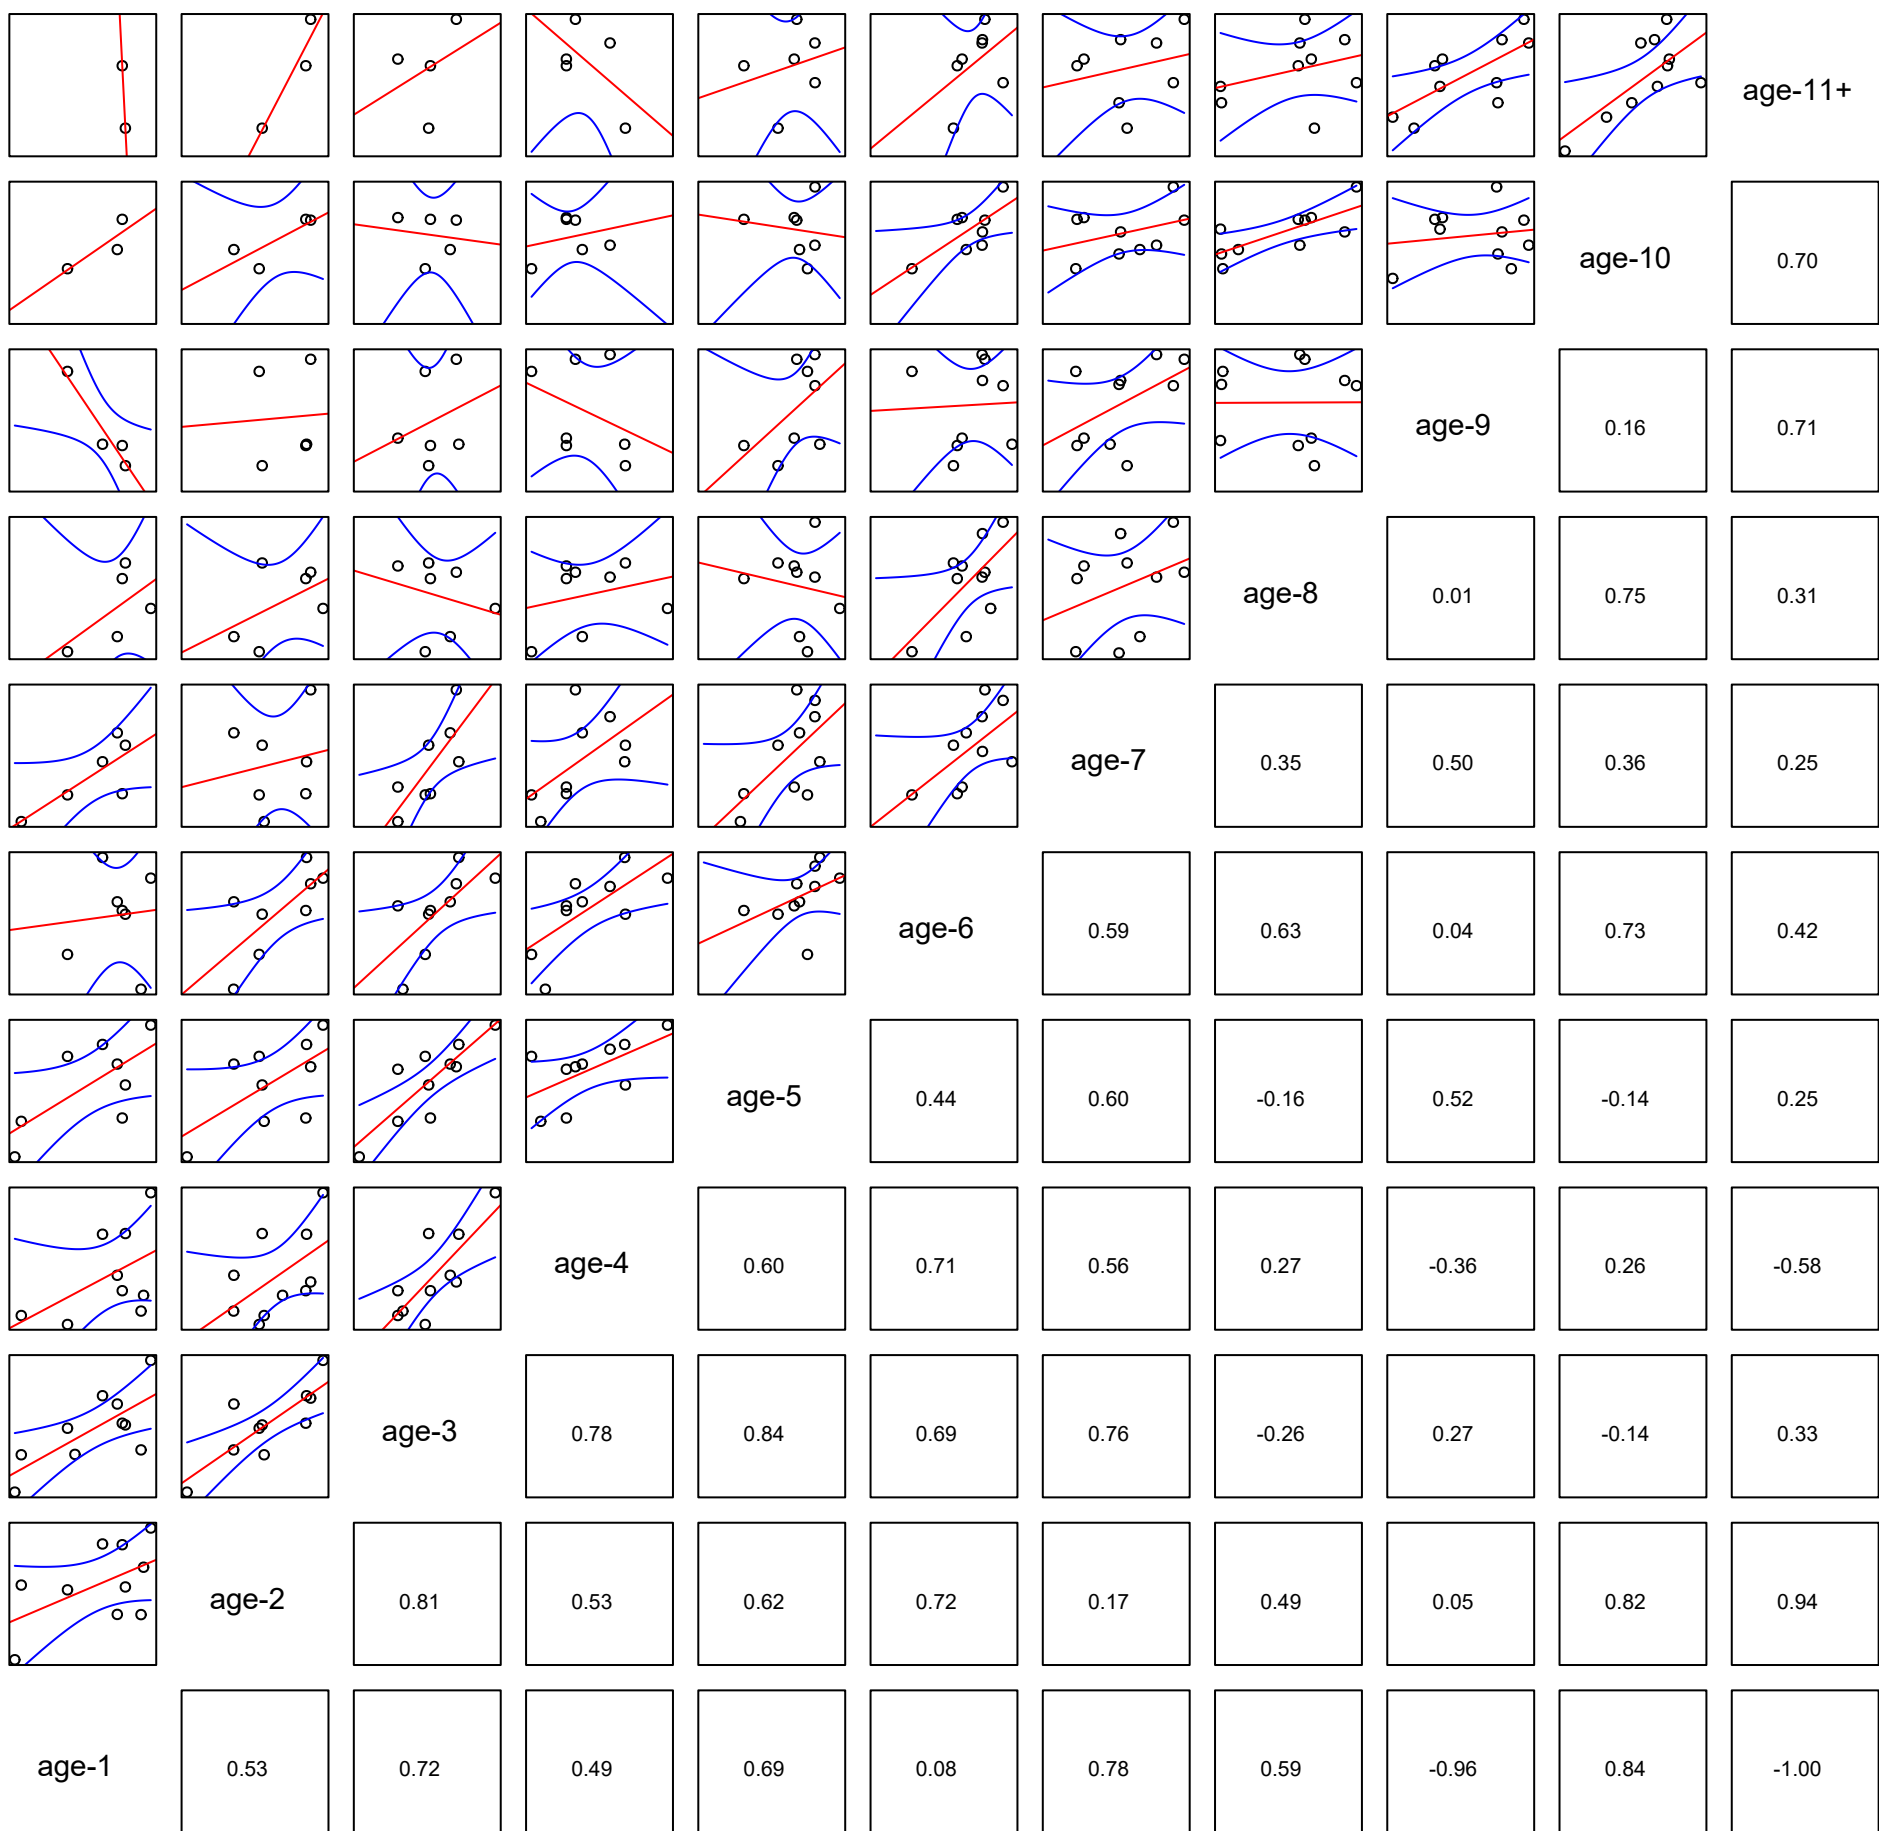 age-11+
age-10 0.70
age-9 0.16 0.71
age-8 0.01 0.75 0.31
age-7 0.35 0.50 0.36 0.25
age-6 0.59 0.63 0.04 0.73 0.42
age-5 0.44 0.60 -0.16 0.52 -0.14 0.25
age-4 0.60 0.71 0.56 0.27 -0.36 0.26 -0.58
age-3 0.78 0.84 0.69 0.76 -0.26 0.27 -0.14 0.33
age-2 0.81 0.53 0.62 0.72 0.17 0.49 0.05 0.82 0.94
age-1 0.53 0.72 0.49 0.69 0.08 0.78 0.59 -0.96 0.84 -1.00